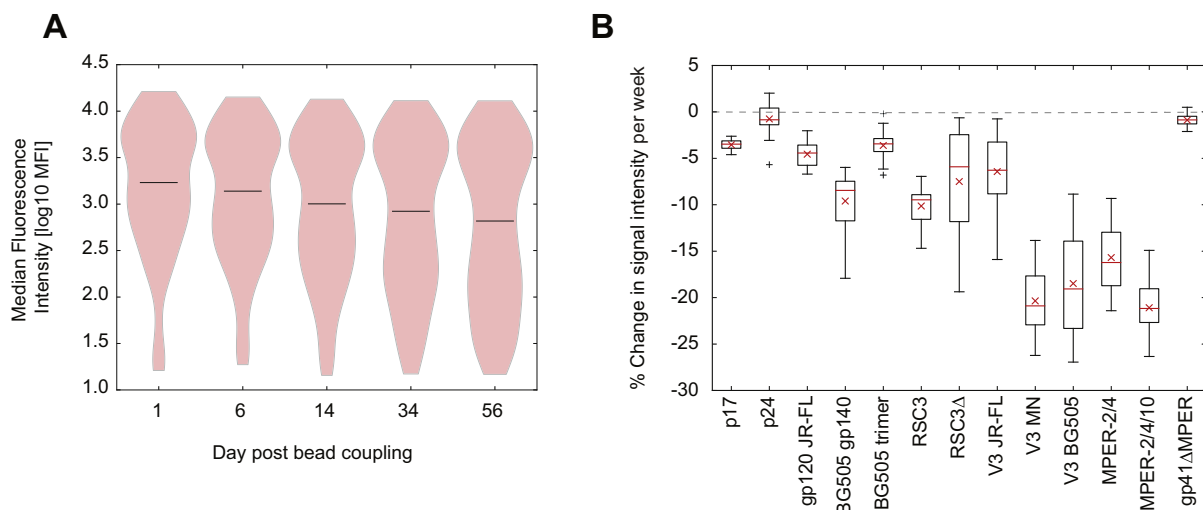 A
4.5
4.0
3.5
3.0
2.5
2.0
1.5
1.0
Median Fluorescence
Intensity [log10 MFI]
1 6 14 34 56
Day post bead coupling
B
5
0
-5
-10
-15
-20
-25
-30
% Change in signal intensity per week
p17
p24
gp120 JR-FL
BG505 gp140
BG505 trimer
RSC3
RSC3Δ
V3 JR-FL
V3 MN
V3 BG505
MPER-2/4
MPER-2/4/10
gp41ΔMPER